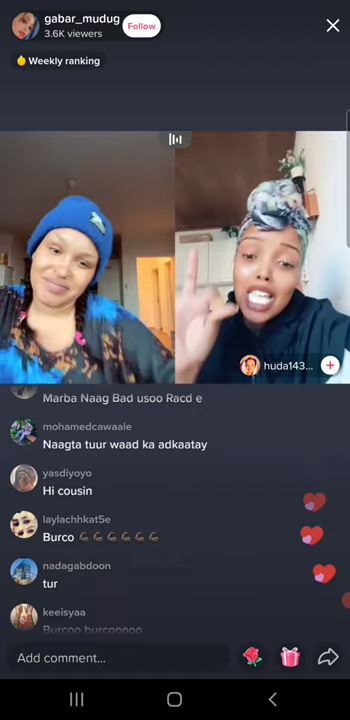 gabar_mudug
3.6K viewers
Follow
Weekly ranking
huda143...
Marba Naag Bad usoo Racd e
mohamedcawaale
Naagta tuur waad ka adkaatay
yasdiyoyo
Hi cousin
laylachhkat5e
Burco 💪🏿💪🏿💪🏿💪🏿💪🏿💪🏿
nadagabdoon
tur
keeisyaa
Burcoo burcooooo
Add comment...